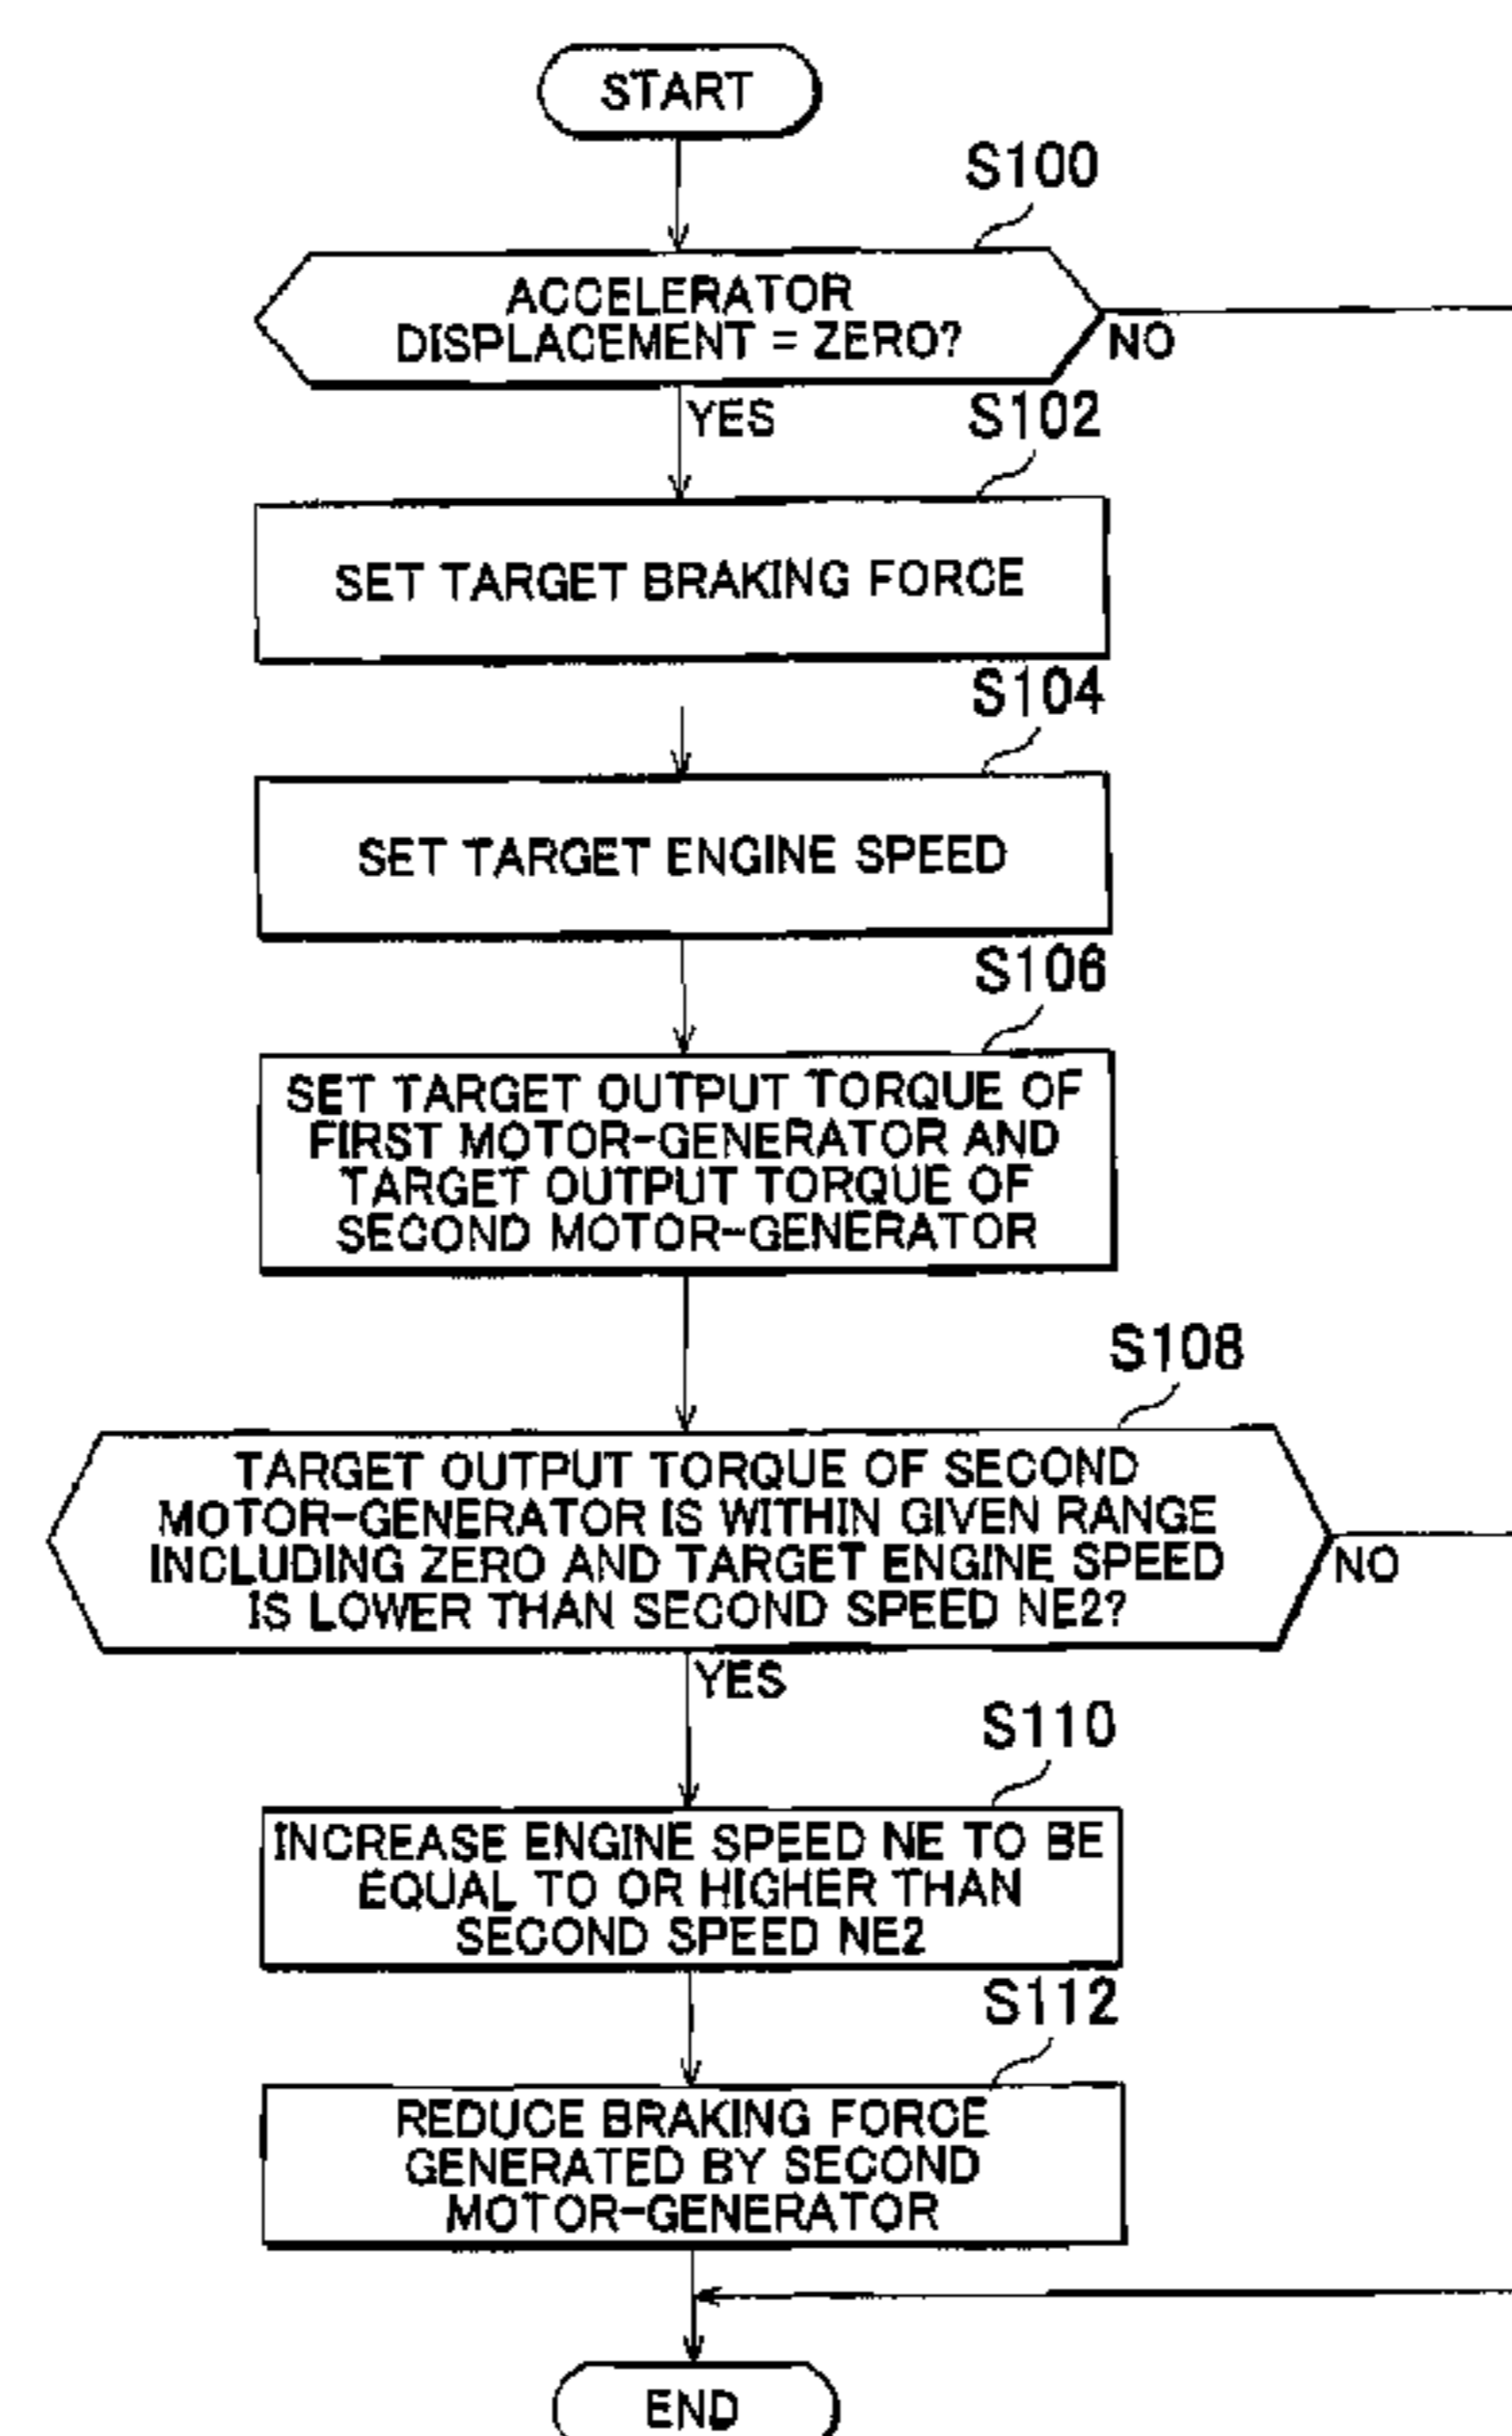 START
S100
ACCELERATOR
DISPLACEMENT = ZERO?
NO
YES
S102
SET TARGET BRAKING FORCE
S104
SET TARGET ENGINE SPEED
S106
SET TARGET OUTPUT TORQUE OF
FIRST MOTOR-GENERATOR AND
TARGET OUTPUT TORQUE OF
SECOND MOTOR-GENERATOR
S108
TARGET OUTPUT TORQUE OF SECOND
MOTOR-GENERATOR IS WITHIN GIVEN RANGE
INCLUDING ZERO AND TARGET ENGINE SPEED
IS LOWER THAN SECOND SPEED NE2?
NO
YES
S110
INCREASE ENGINE SPEED NE TO BE
EQUAL TO OR HIGHER THAN
SECOND SPEED NE2
S112
REDUCE BRAKING FORCE
GENERATED BY SECOND
MOTOR-GENERATOR
END